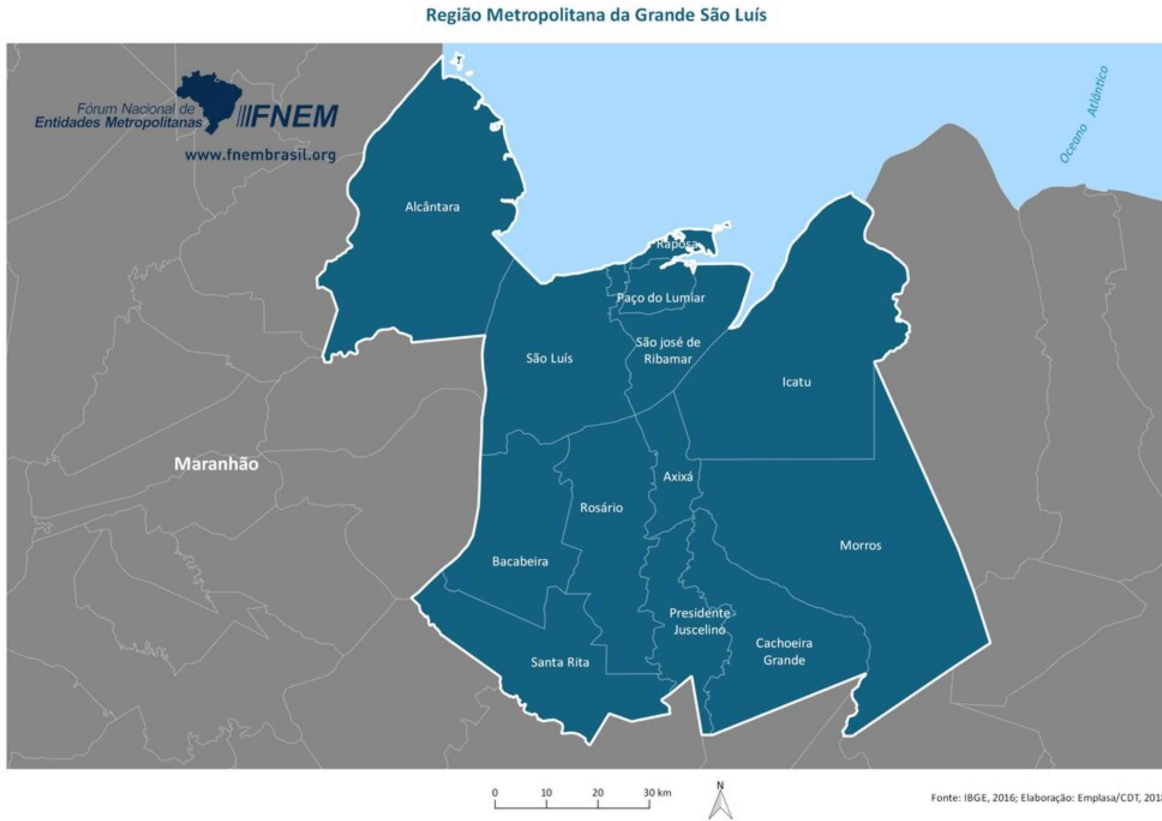 Região Metropolitana da Grande São Luís
Fórum Nacional de
Entidades Metropolitanas
FNEM
www.fnembrasil.org
Oceano Atlântico
Alcântara
Raposa
Paço do Lumiar
São Luís
São josé de
Ribamar
Icatu
Maranhão
Axixá
Rosário
Bacabeira
Morros
Presidente
Juscelino
Cachoeira
Grande
Santa Rita
0 10 20 30 km
N
Fonte: IBGE, 2016; Elaboração: Emplasa/CDT, 2018